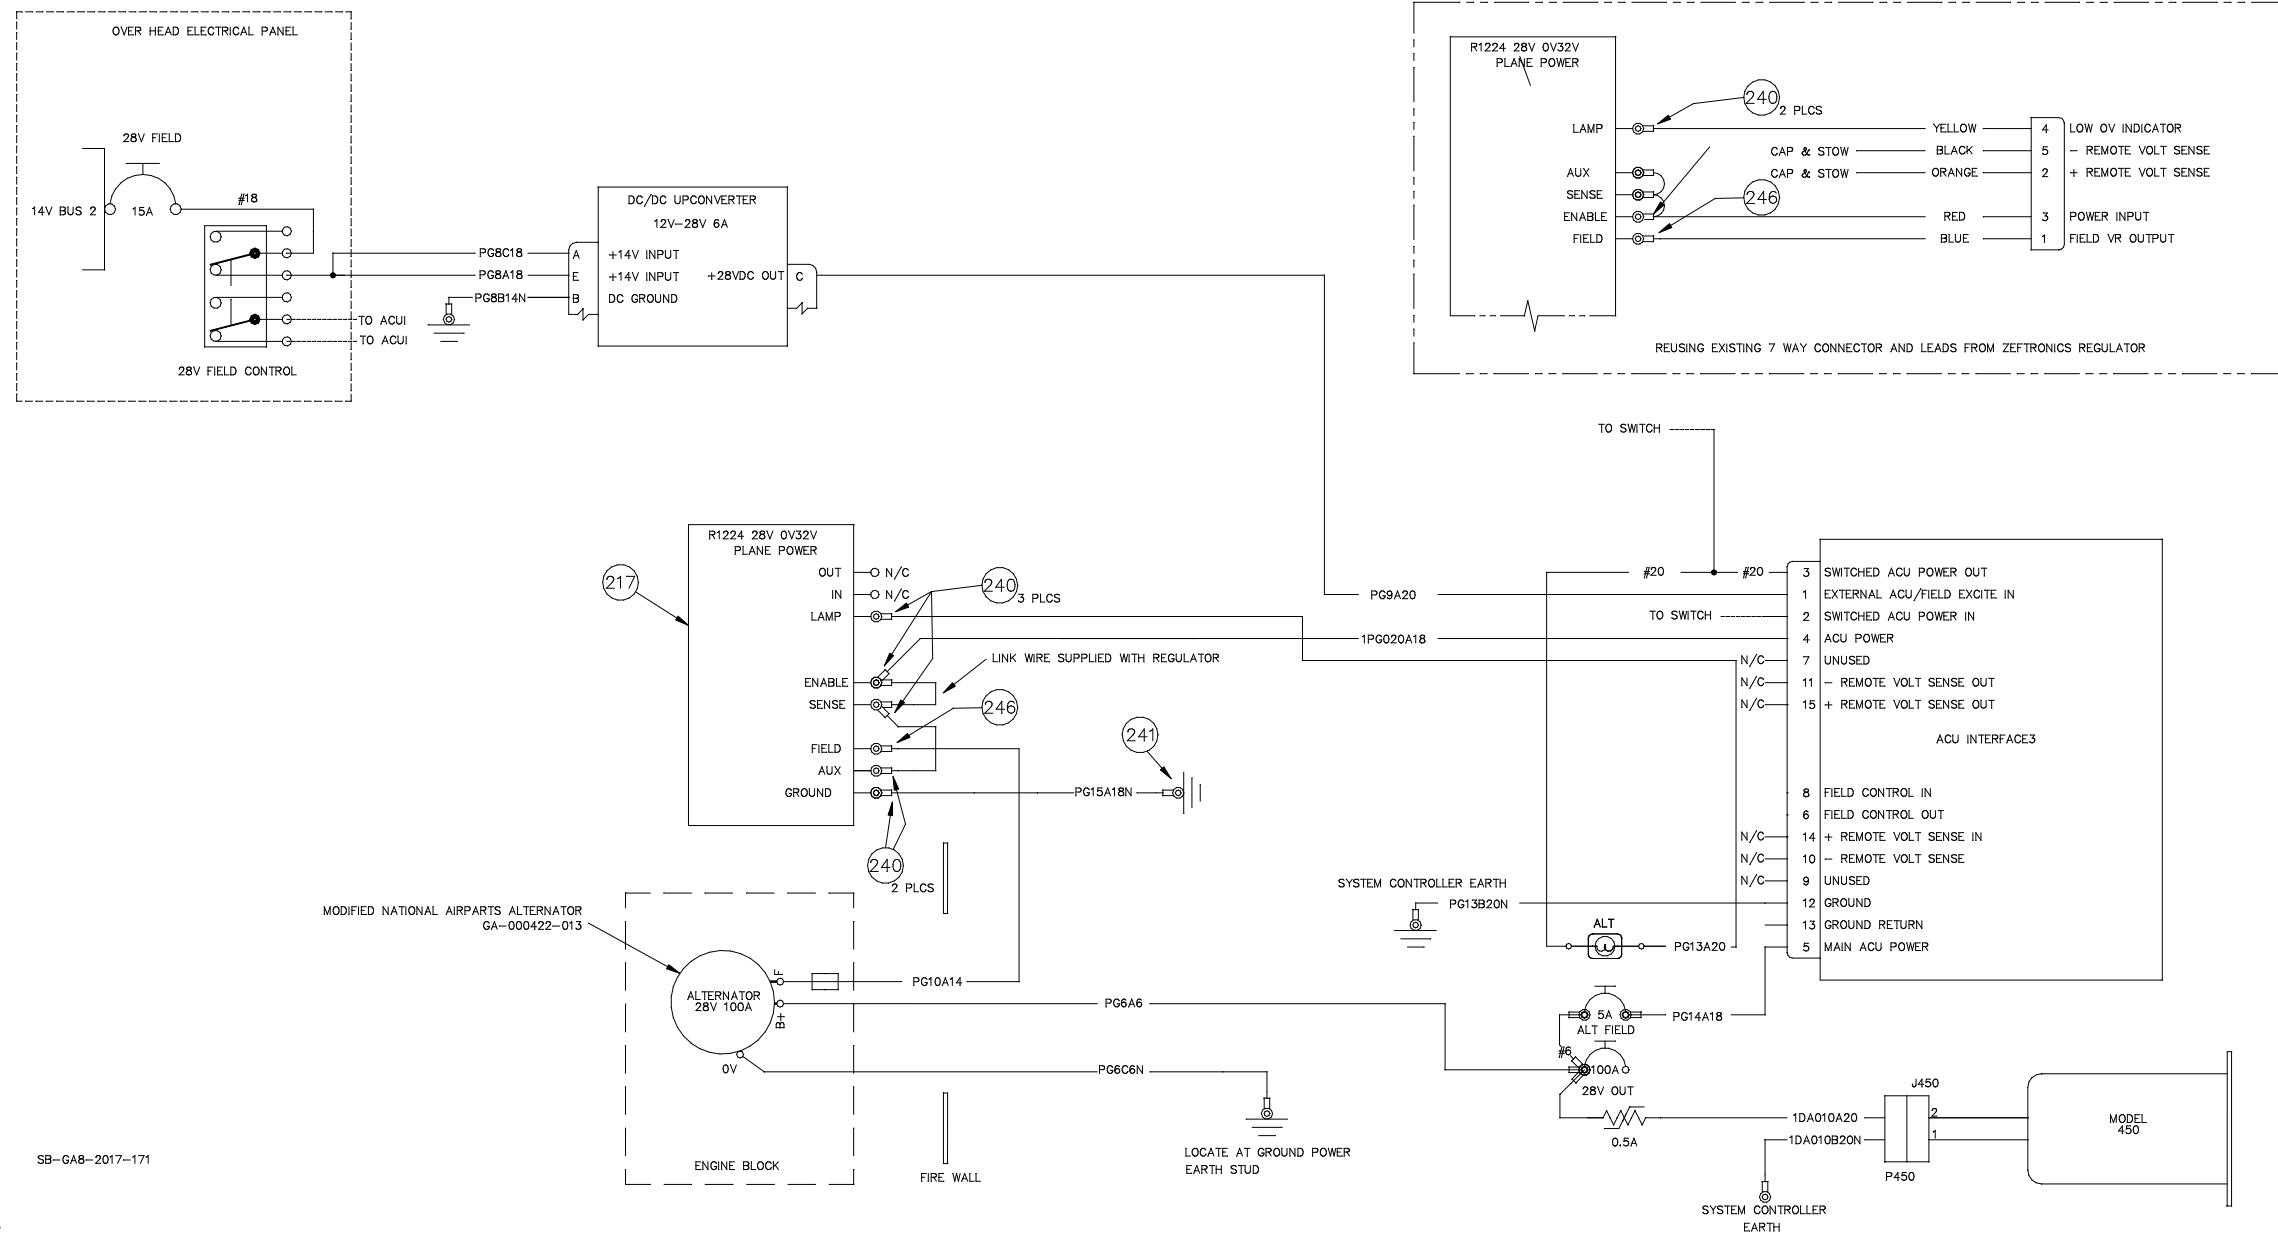 OVER HEAD ELECTRICAL PANEL
28V FIELD
#18
14V BUS 2
15A
28V FIELD CONTROL
TO ACUI
TO ACUI
PG8C18
PG8A18
PG8B14N
DC/DC UPCONVERTER
12V-28V 6A
A +14V INPUT
E +14V INPUT
B DC GROUND
+28VDC OUT C
R1224 28V 0V32V
PLANE POWER
240
2 PLCS
LAMP
YELLOW
4 LOW OV INDICATOR
CAP & STOW
BLACK
5 - REMOTE VOLT SENSE
AUX
CAP & STOW
ORANGE
2 + REMOTE VOLT SENSE
SENSE
246
ENABLE
RED
3 POWER INPUT
FIELD
BLUE
1 FIELD VR OUTPUT
REUSING EXISTING 7 WAY CONNECTOR AND LEADS FROM ZEFTRONICS REGULATOR
TO SWITCH
R1224 28V 0V32V
PLANE POWER
217
OUT N/C
IN N/C
LAMP
240
3 PLCS
ENABLE
SENSE
LINK WIRE SUPPLIED WITH REGULATOR
246
FIELD
AUX
GROUND
241
PG15A18N
240
2 PLCS
#20
#20
3 SWITCHED ACU POWER OUT
PG9A20
1 EXTERNAL ACU/FIELD EXCITE IN
TO SWITCH
2 SWITCHED ACU POWER IN
1PG020A18
4 ACU POWER
N/C 7 UNUSED
N/C 11 - REMOTE VOLT SENSE OUT
N/C 15 + REMOTE VOLT SENSE OUT
ACU INTERFACE3
8 FIELD CONTROL IN
6 FIELD CONTROL OUT
N/C 14 + REMOTE VOLT SENSE IN
N/C 10 - REMOTE VOLT SENSE
N/C 9 UNUSED
12 GROUND
13 GROUND RETURN
5 MAIN ACU POWER
SYSTEM CONTROLLER EARTH
PG13B20N
ALT
PG13A20
MODIFIED NATIONAL AIRPARTS ALTERNATOR
GA-000422-013
ALTERNATOR
28V 100A
F
B+
0V
PG10A14
PG6A6
PG6C6N
5A
ALT FIELD
PG14A18
#6
100A
28V OUT
0.5A
1DA010A20
1DA010B20N
J450
2
1
P450
MODEL
450
SYSTEM CONTROLLER
EARTH
LOCATE AT GROUND POWER
EARTH STUD
ENGINE BLOCK
FIRE WALL
SB-GA8-2017-171